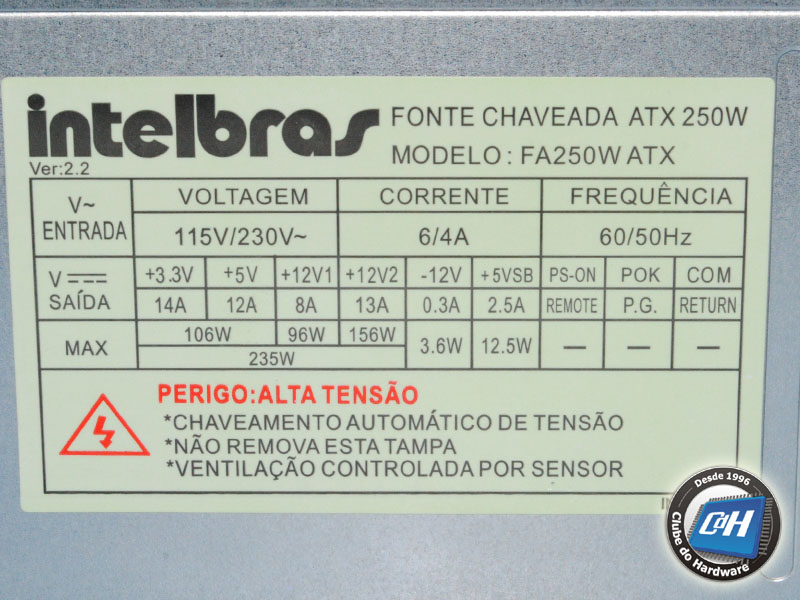 intelbras
Ver:2.2
FONTE CHAVEADA ATX 250W
MODELO: FA250W ATX
V~ ENTRADA VOLTAGEM CORRENTE FREQUÊNCIA
115V/230V~ 6/4A 60/50Hz
V SAÍDA +3.3V +5V +12V1 +12V2 -12V +5VSB PS-ON POK COM
14A 12A 8A 13A 0.3A 2.5A REMOTE P.G. RETURN
MAX 106W 96W 156W 3.6W 12.5W — — —
235W
PERIGO:ALTA TENSÃO
*CHAVEAMENTO AUTOMÁTICO DE TENSÃO
*NÃO REMOVA ESTA TAMPA
*VENTILAÇÃO CONTROLADA POR SENSOR
Desde 1996
CdH
Clube do Hardware